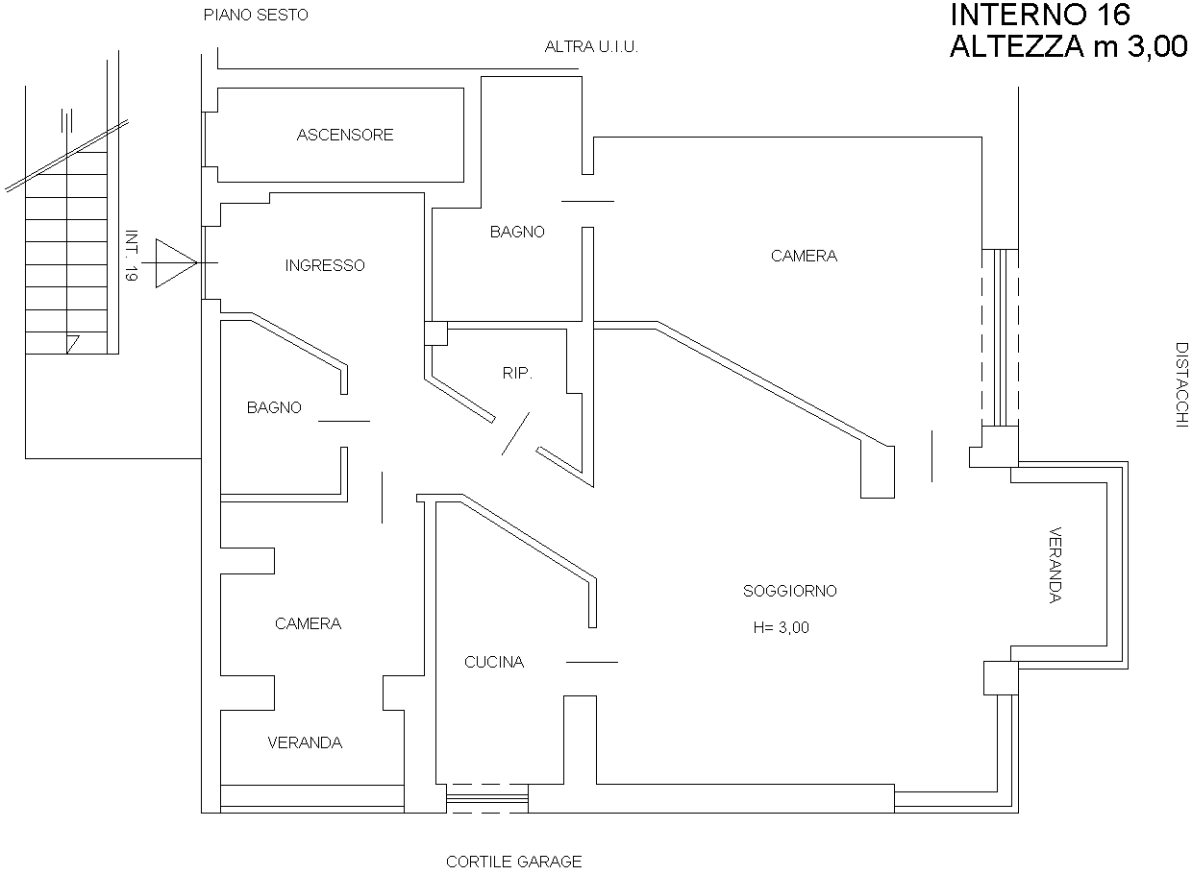 PIANO SESTO
INTERNO 16
ALTEZZA m 3,00
ALTRA U.I.U.
ASCENSORE
INT. 19
INGRESSO
BAGNO
CAMERA
RIP.
BAGNO
DISTACCHI
VERANDA
SOGGIORNO
H= 3,00
CAMERA
CUCINA
VERANDA
CORTILE GARAGE